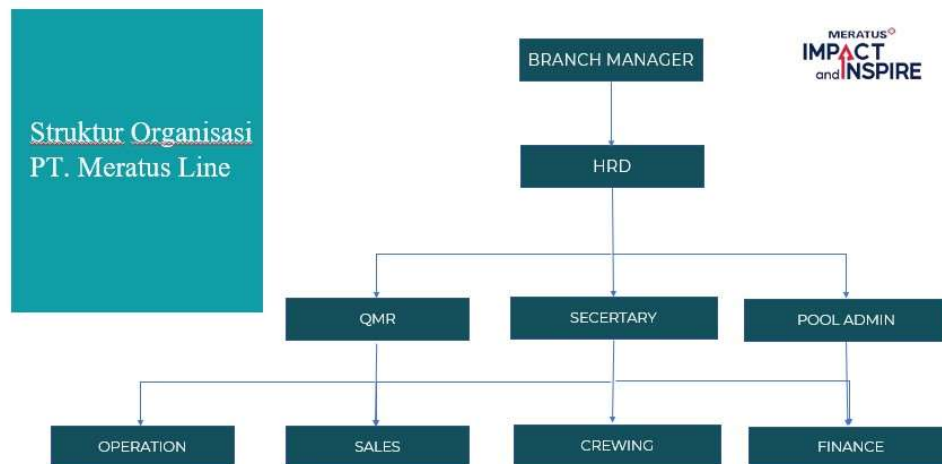 Struktur Organisasi
PT. Meratus Line
MERATUS
IMPACT
and INSPIRE
BRANCH MANAGER
HRD
QMR
SECERTARY
POOL ADMIN
OPERATION
SALES
CREWING
FINANCE